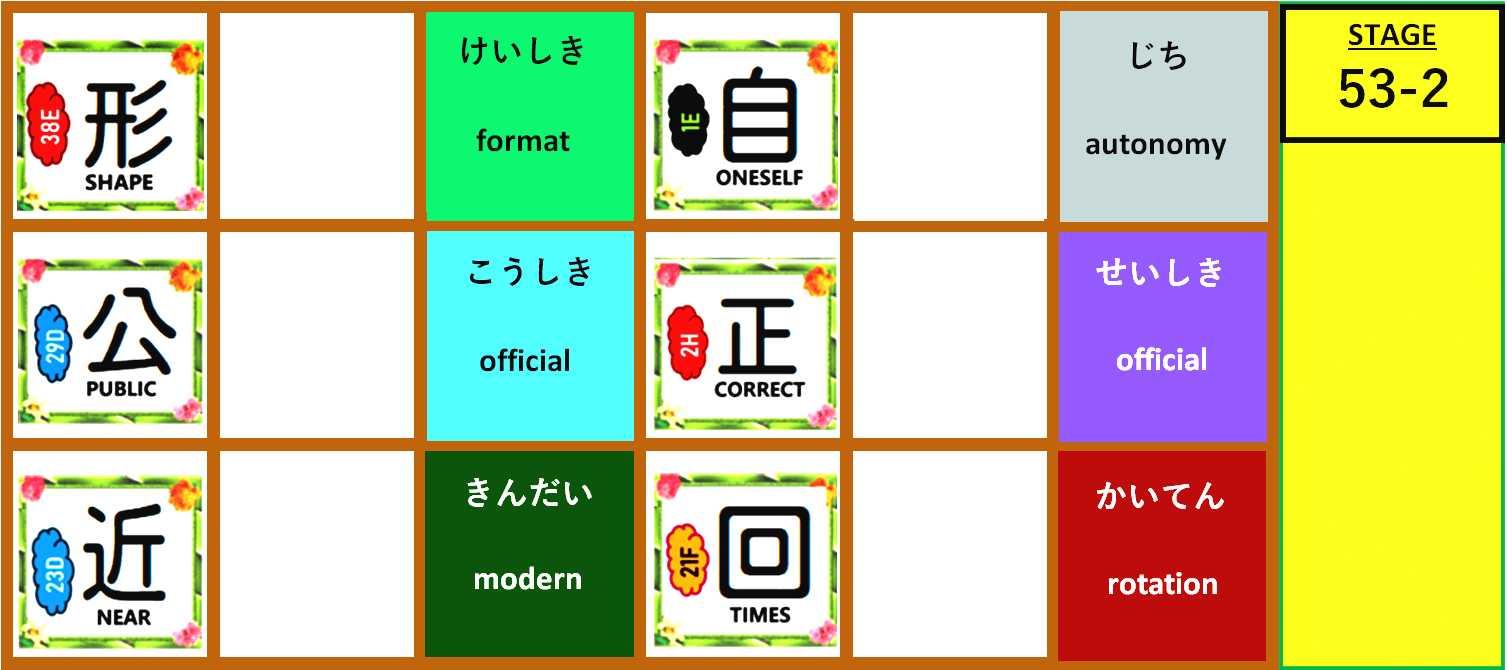 38E
形
SHAPE
けいしき
format
1E
自
ONESELF
じち
autonomy
STAGE
53-2
29D
公
PUBLIC
こうしき
official
2H
正
CORRECT
せいしき
official
23D
近
NEAR
きんだい
modern
21F
回
TIMES
かいてん
rotation